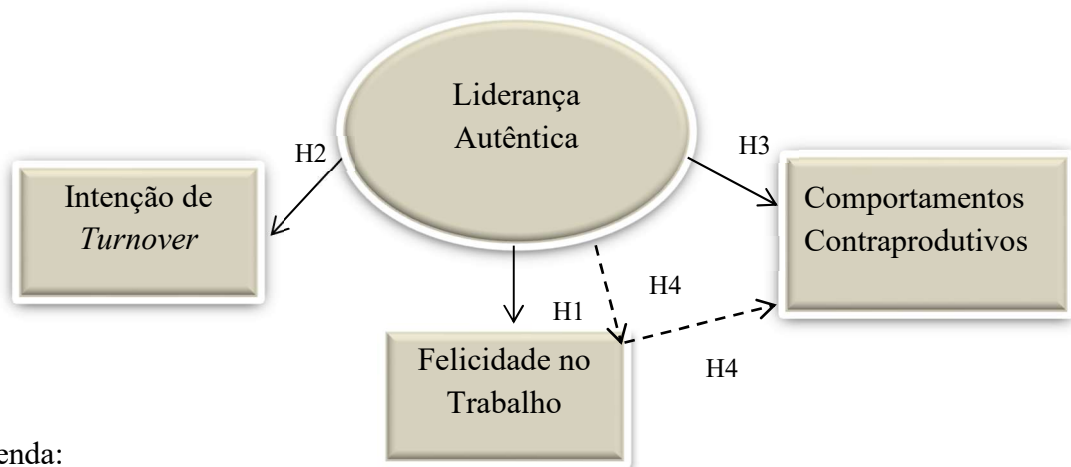 Liderança
Autêntica
H2
H3
Intenção de
Turnover
Comportamentos
Contraprodutivos
H4
H1
Felicidade no
Trabalho
H4
enda: